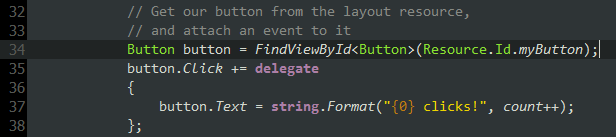 32 // Get our button from the layout resource,
33 // and attach an event to it
34 Button button = FindViewById<Button>(Resource.Id.myButton);
35 button.Click += delegate
36 {
37 button.Text = string.Format("{0} clicks!", count++);
38 };